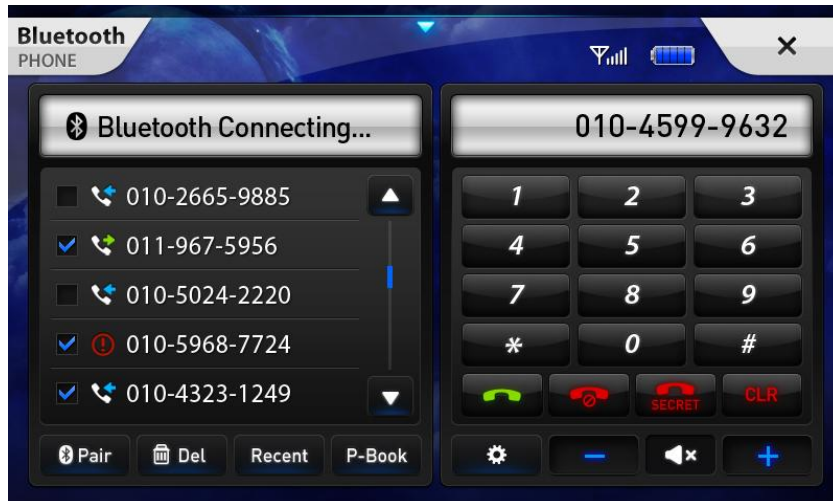 Bluetooth
PHONE
Bluetooth Connecting...
010-2665-9885
011-967-5956
010-5024-2220
010-5968-7724
010-4323-1249
Pair Del Recent P-Book
010-4599-9632
1 2 3
4 5 6
7 8 9
* 0 #
SECRET CLR